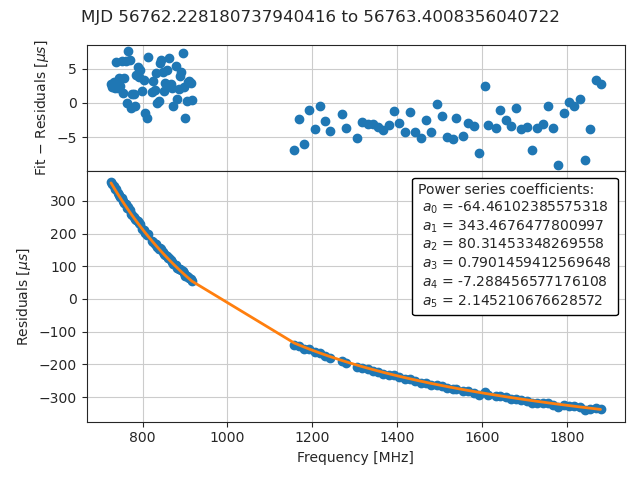 MJD 56762.228180737940416 to 56763.4008356040722
Fit − Residuals [μs]
5
0
−5
Residuals [μs]
300
200
100
0
−100
−200
−300
Power series coefficients:
a0 = -64.46102385575318
a1 = 343.4676477800997
a2 = 80.31453348269558
a3 = 0.7901459412569648
a4 = -7.288456577176108
a5 = 2.145210676628572
800
1000
1200
1400
1600
1800
Frequency [MHz]